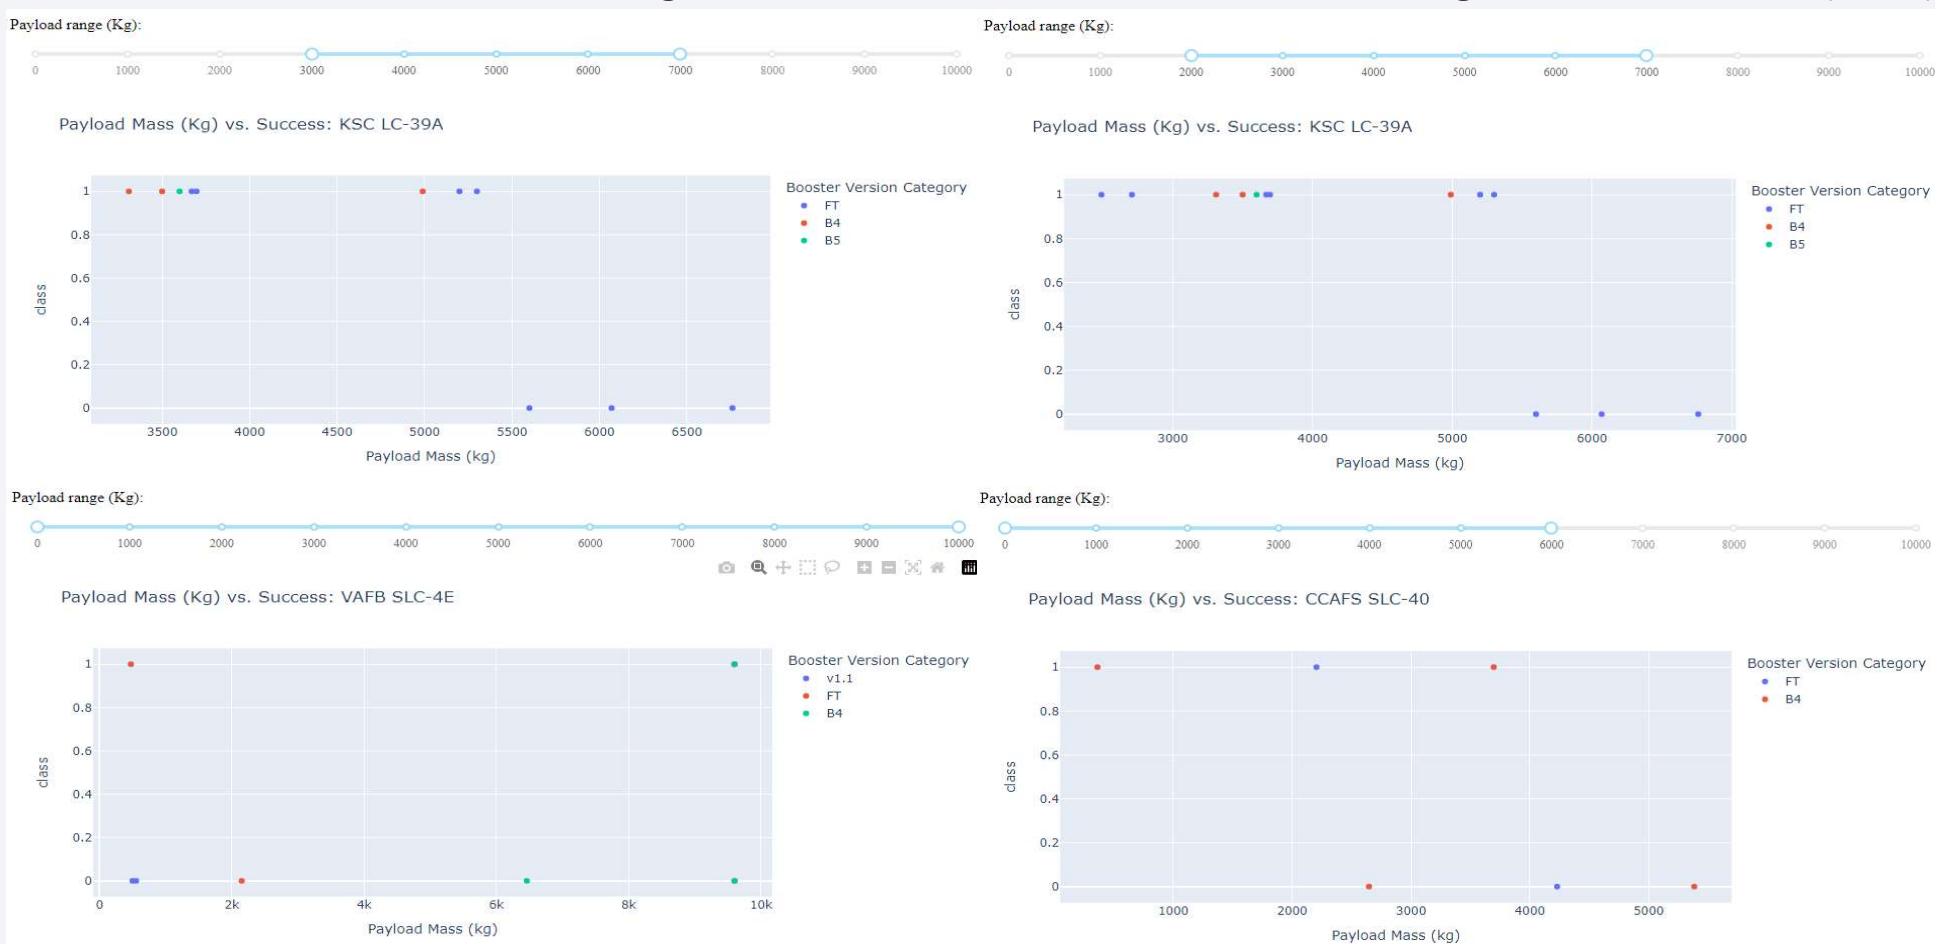 Payload range (Kg):
0 1000 2000 3000 4000 5000 6000 7000 8000 9000 10000
Payload Mass (Kg) vs. Success: KSC LC-39A
Booster Version Category
FT
B4
B5
1
0.8
0.6
0.4
0.2
0
class
3500 4000 4500 5000 5500 6000 6500
Payload Mass (kg)
Payload range (Kg):
0 1000 2000 3000 4000 5000 6000 7000 8000 9000 10000
Payload Mass (Kg) vs. Success: KSC LC-39A
Booster Version Category
FT
B4
B5
1
0.8
0.6
0.4
0.2
0
class
3000 4000 5000 6000 7000
Payload Mass (kg)
Payload range (Kg):
0 1000 2000 3000 4000 5000 6000 7000 8000 9000 10000
Payload Mass (Kg) vs. Success: VAFB SLC-4E
Booster Version Category
v1.1
FT
B4
1
0.8
0.6
0.4
0.2
0
class
0 2k 4k 6k 8k 10k
Payload Mass (kg)
Payload range (Kg):
0 1000 2000 3000 4000 5000 6000 7000 8000 9000 10000
Payload Mass (Kg) vs. Success: CCAFS SLC-40
Booster Version Category
FT
B4
1
0.8
0.6
0.4
0.2
0
class
1000 2000 3000 4000 5000
Payload Mass (kg)